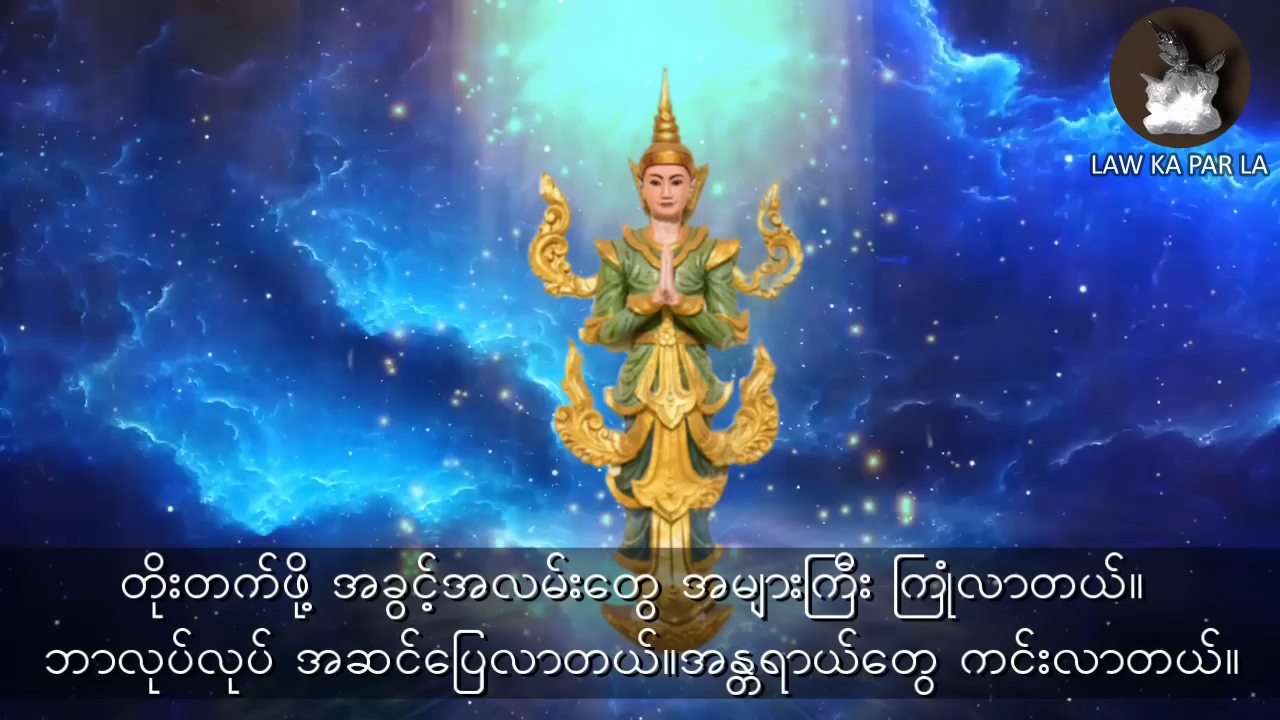 LAW KA PAR LA
တိုးတက်ဖို့ အခွင့်အလမ်းတွေ အများကြီး ကြုံလာတယ်။
ဘာလုပ်လုပ် အဆင်ပြေလာတယ်။အန္တရာယ်တွေ ကင်းလာတယ်။